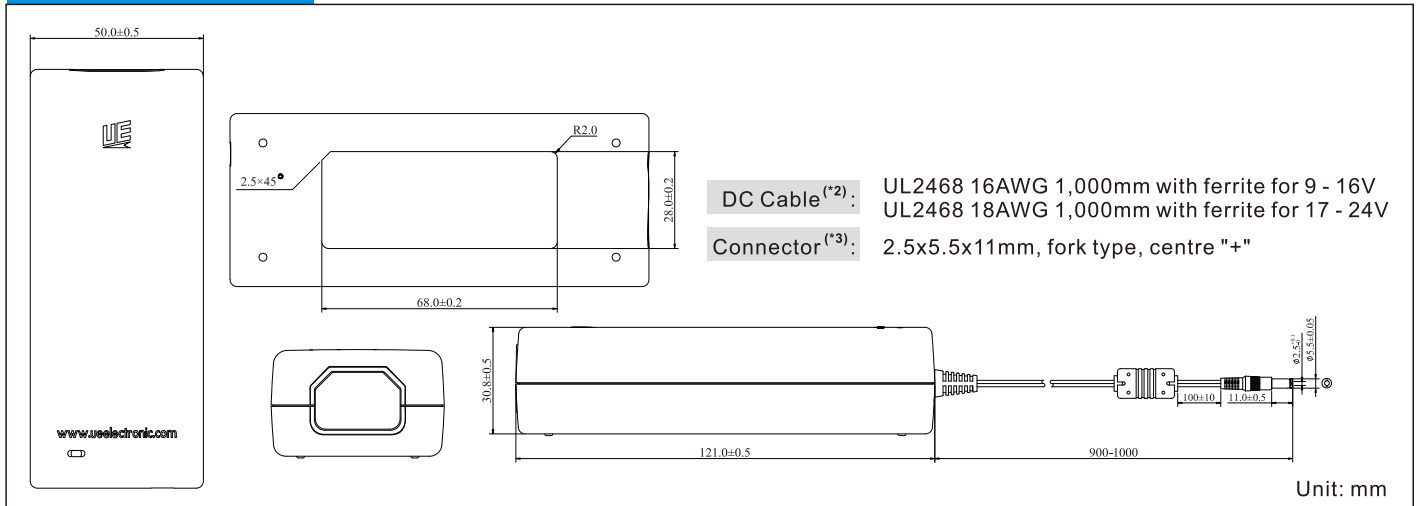 50.0±0.5
UE
www.ueelectronic.com
2.5×45°
R2.0
28.0±0.2
68.0±0.2
DC Cable(*2): UL2468 16AWG 1,000mm with ferrite for 9 - 16V
UL2468 18AWG 1,000mm with ferrite for 17 - 24V
Connector(*3): 2.5x5.5x11mm, fork type, centre "+"
30.8±0.5
121.0±0.5
900-1000
100±10
11.0±0.5
ϕ5.5±0.05
Unit: mm